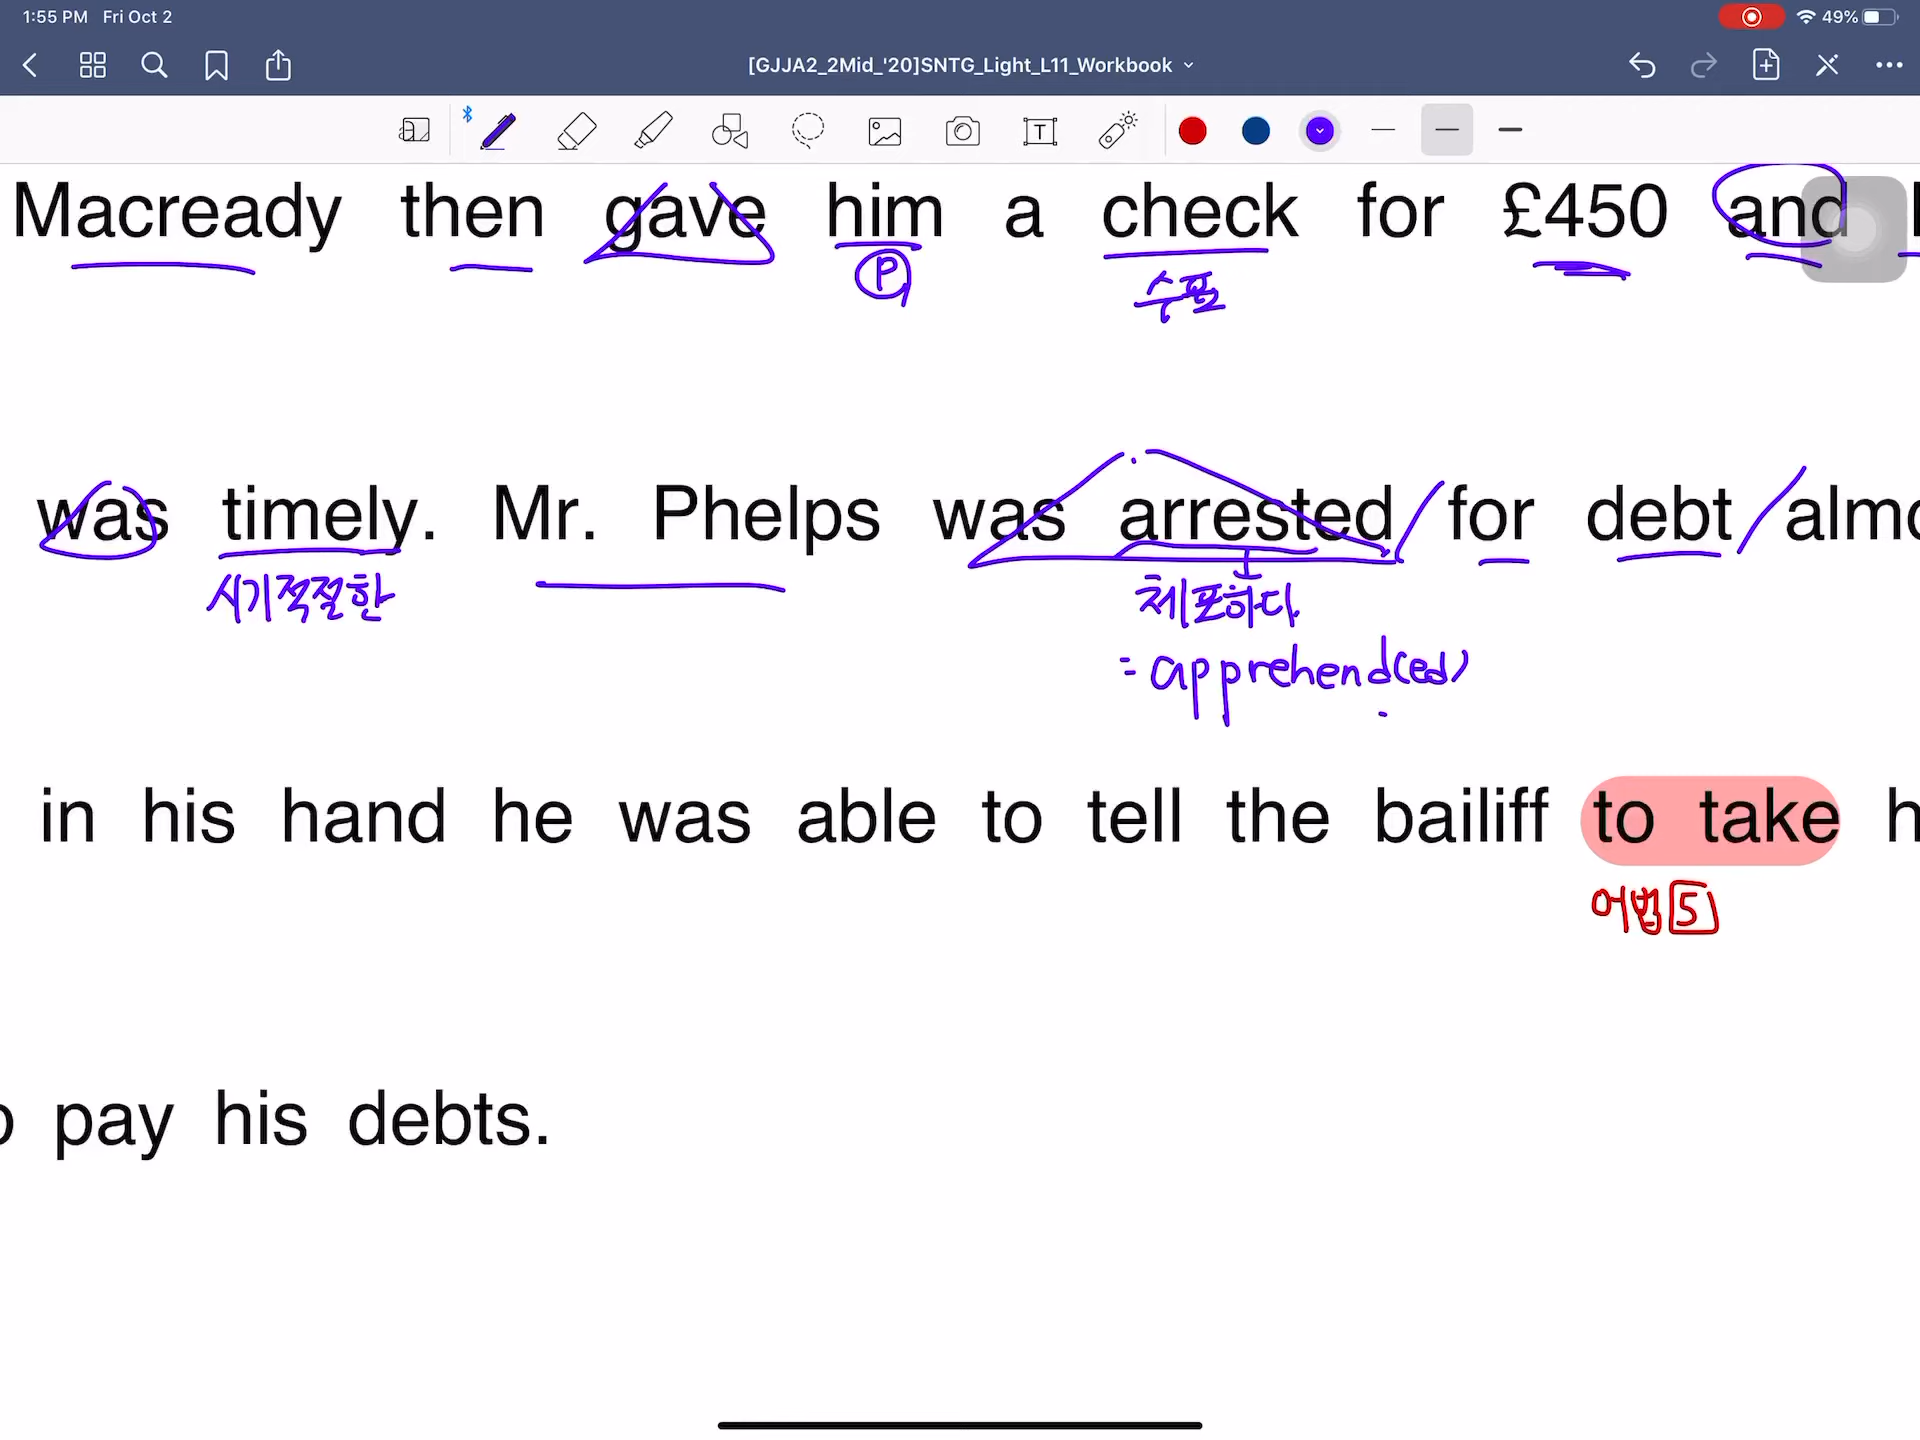 1:55 PM Fri Oct 2
49%
[GJJA2_2Mid_'20]SNTG_Light_L11_Workbook
Macready then gave him a check for £450 and
P
수표
was timely. Mr. Phelps was arrested for debt almo
시기적절한
체포하다
= apprehend(ed)
in his hand he was able to tell the bailiff to take h
어법 5
pay his debts.